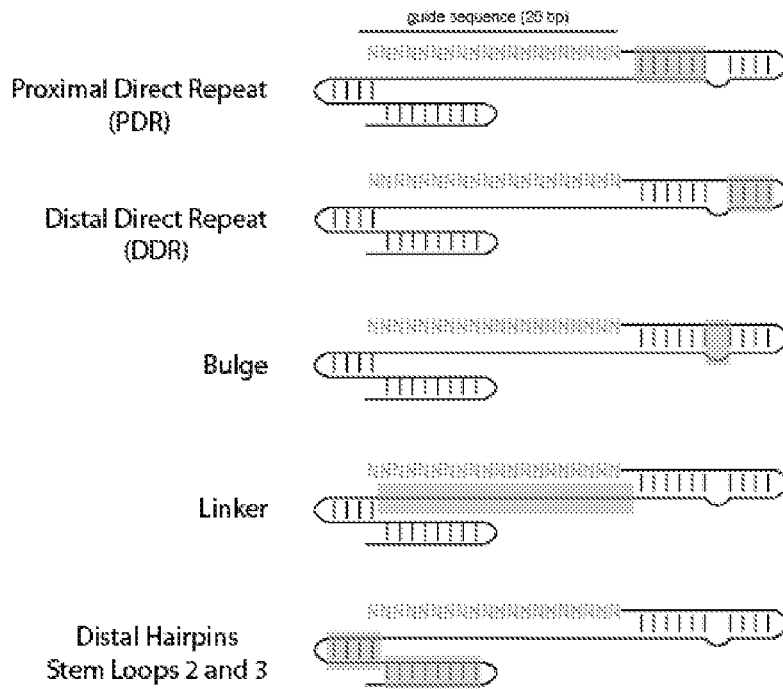 guide sequence (20 bp)
Proximal Direct Repeat
(PDR)
Distal Direct Repeat
(DDR)
Bulge
Linker
Distal Hairpins
Stem Loops 2 and 3